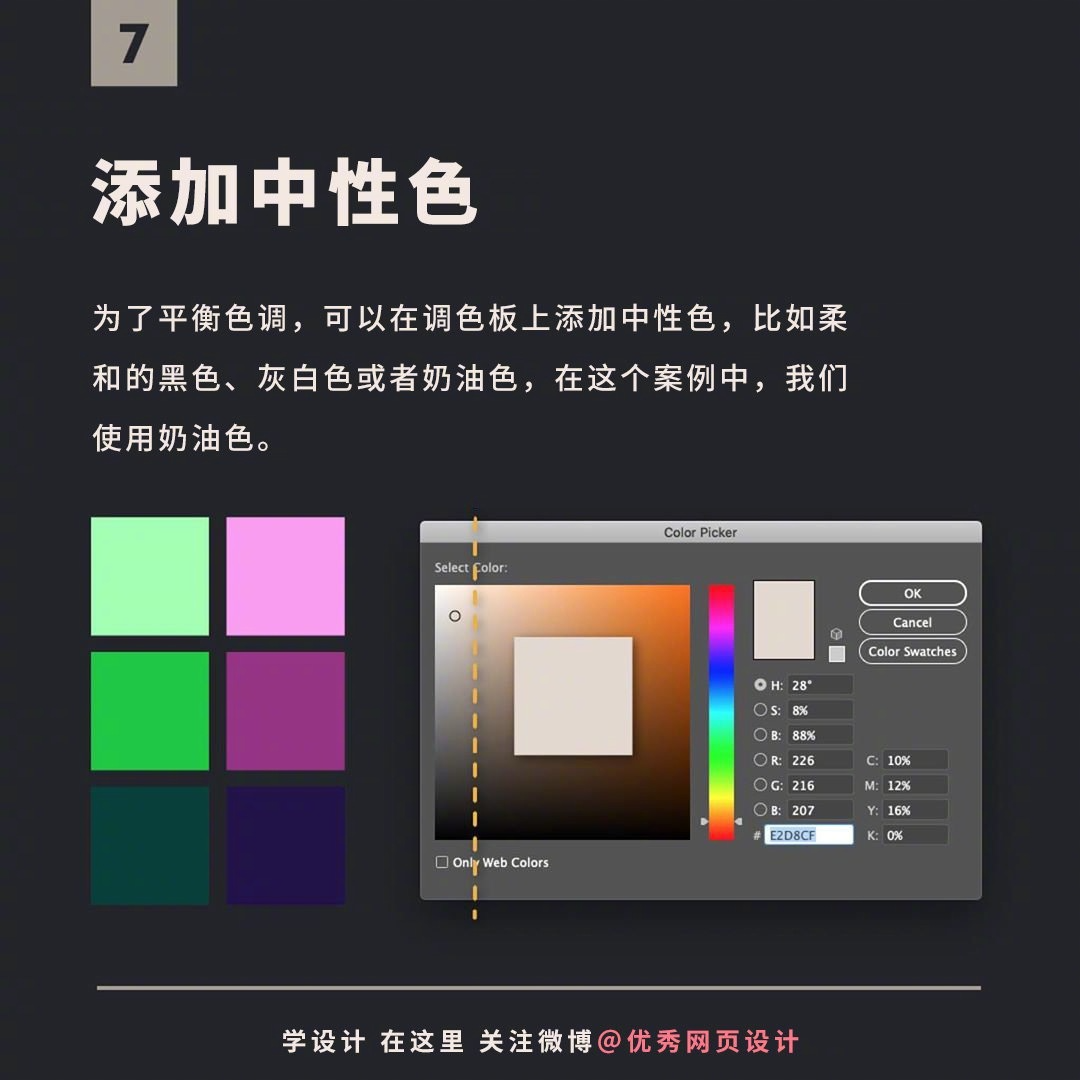 7
添加中性色
为了平衡色调，可以在调色板上添加中性色，比如柔
和的黑色、灰白色或者奶油色，在这个案例中，我们
使用奶油色。
Color Picker
Select Color:
OK
Cancel
Color Swatches
H: 28°
S: 8%
B: 88%
R: 226 C: 10%
G: 216 M: 12%
B: 207 Y: 16%
# E2D8CF K: 0%
Only Web Colors
学设计 在这里 关注微博@优秀网页设计